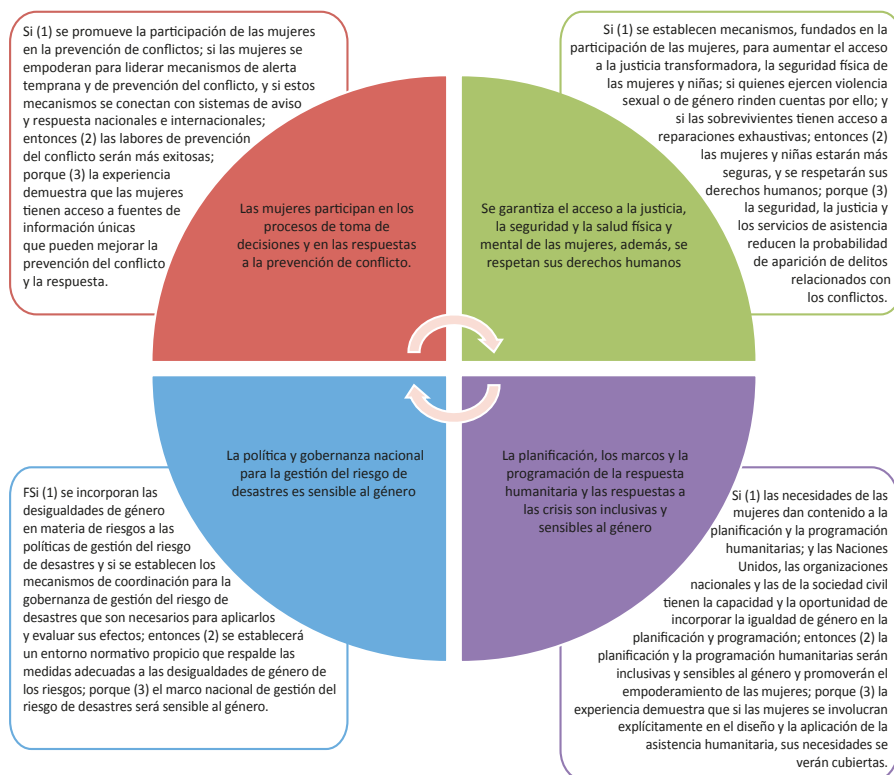 Si (1) se promueve la participación de las mujeres
en la prevención de conflictos; si las mujeres se
empoderan para liderar mecanismos de alerta
temprana y de prevención del conflicto, y si estos
mecanismos se conectan con sistemas de aviso
y respuesta nacionales e internacionales;
entonces (2) las labores de prevención
del conflicto serán más exitosas;
porque (3) la experiencia
demuestra que las mujeres
tienen acceso a fuentes de
información únicas
que pueden mejorar la
prevención del conflicto
y la respuesta.
Las mujeres participan en los
procesos de toma de
decisiones y en las respuestas
a la prevención de conflicto.
Se garantiza el acceso a la justicia,
la seguridad y la salud física y
mental de las mujeres, además, se
respetan sus derechos humanos
Si (1) se establecen mecanismos, fundados en la
participación de las mujeres, para aumentar el acceso
a la justicia transformadora, la seguridad física de
las mujeres y niñas; si quienes ejercen violencia
sexual o de género rinden cuentas por ello; y
si las sobrevivientes tienen acceso a
reparaciones exhaustivas; entonces (2)
las mujeres y niñas estarán más
seguras, y se respetarán sus
derechos humanos; porque (3)
la seguridad, la justicia y
los servicios de asistencia
reducen la probabilidad
de aparición de delitos
relacionados con
los conflictos.
La política y gobernanza nacional
para la gestión del riesgo de
desastres es sensible al género
La planificación, los marcos y la
programación de la respuesta
humanitaria y las respuestas a
las crisis son inclusivas y
sensibles al género
FSi (1) se incorporan las
desigualdades de género
en materia de riesgos a las
políticas de gestión del riesgo
de desastres y si se establecen los
mecanismos de coordinación para la
gobernanza de gestión del riesgo de
desastres que son necesarios para aplicarlos
y evaluar sus efectos; entonces (2) se establecerá
un entorno normativo propicio que respalde las
medidas adecuadas a las desigualdades de género de
los riesgos; porque (3) el marco nacional de gestión del
riesgo de desastres será sensible al género.
Si (1) las necesidades de las
mujeres dan contenido a la
planificación y la programación
humanitarias; y las Naciones
Unidos, las organizaciones
nacionales y las de la sociedad civil
tienen la capacidad y la oportunidad de
incorporar la igualdad de género en la
planificación y programación; entonces (2) la
planificación y la programación humanitarias serán
inclusivas y sensibles al género y promoverán el
empoderamiento de las mujeres; porque (3) la
experiencia demuestra que si las mujeres se involucran
explícitamente en el diseño y la aplicación de la
asistencia humanitaria, sus necesidades se
verán cubiertas.